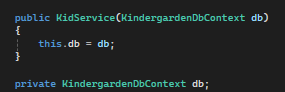 public KidService(KindergardenDbContext db)
{
this.db = db;
}
private KindergardenDbContext db;